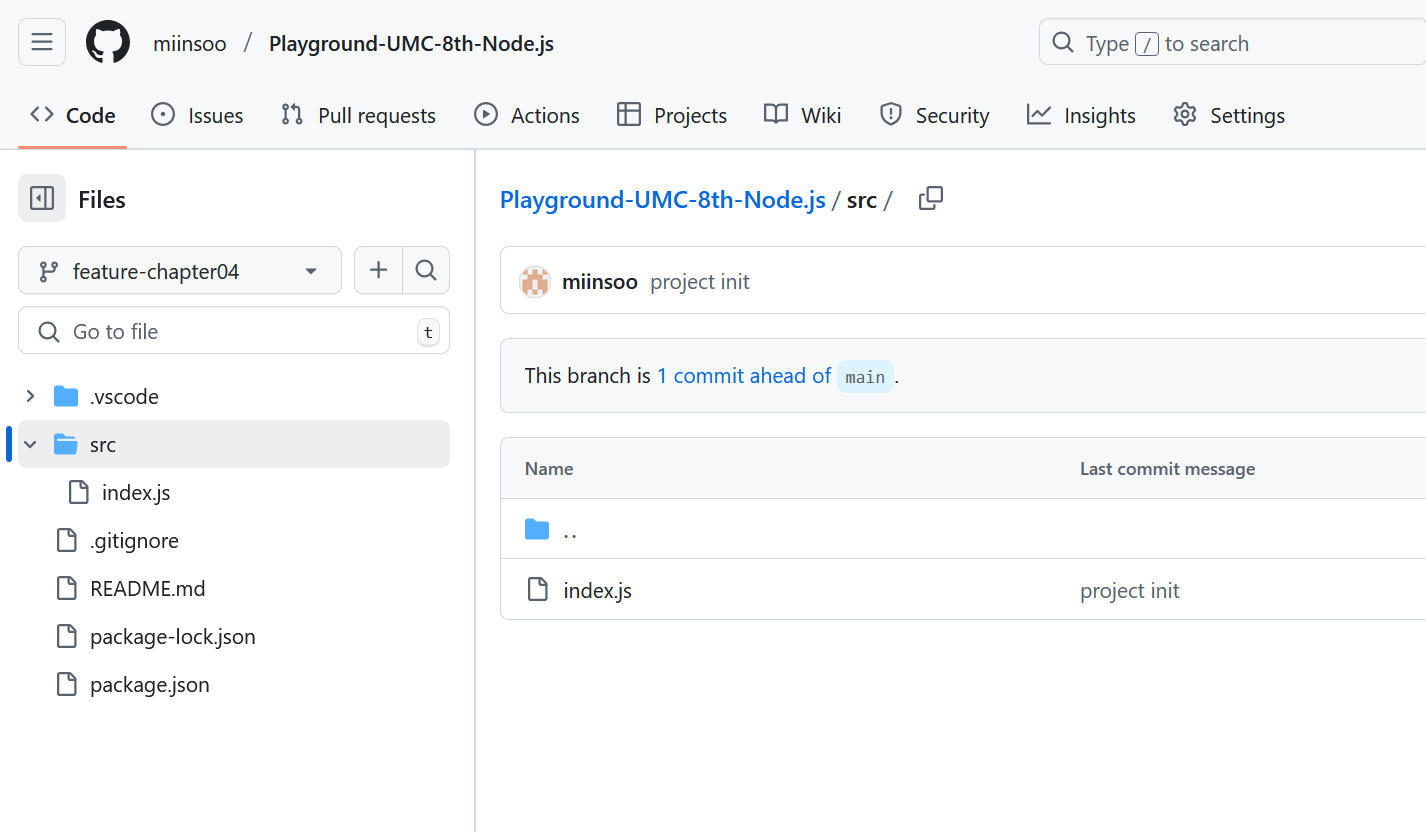 miinsoo / Playground-UMC-8th-Node.js
Type / to search
Code Issues Pull requests Actions Projects Wiki Security Insights Settings
Files
feature-chapter04
Go to file t
.vscode
src
index.js
.gitignore
README.md
package-lock.json
package.json
Playground-UMC-8th-Node.js / src /
miinsoo project init
This branch is 1 commit ahead of main .
Name Last commit message
..
index.js project init